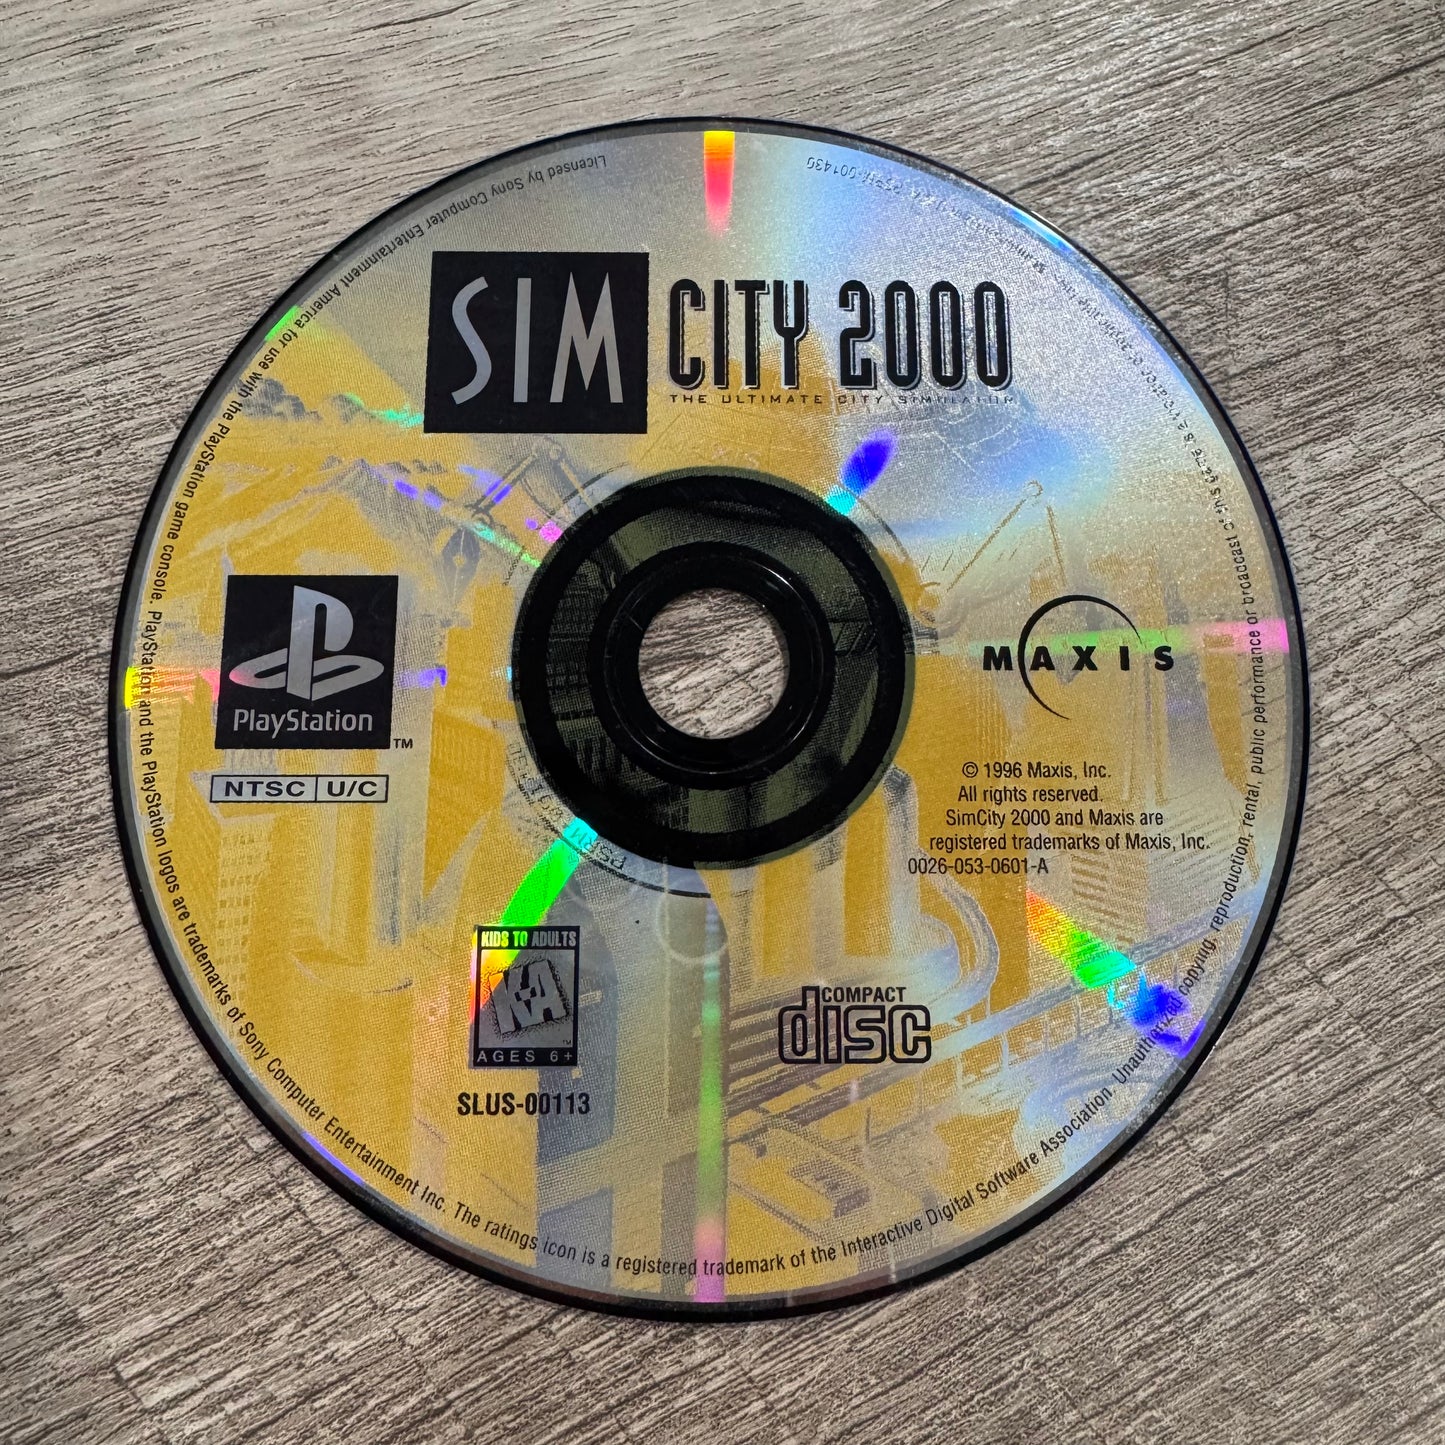 SIM CITY 2000
THE ULTIMATE CITY SIMULATOR
PlayStation
TM
NTSC U/C
MAXIS
© 1996 Maxis, Inc.
All rights reserved.
SimCity 2000 and Maxis are
registered trademarks of Maxis, Inc.
0026-053-0601-A
KIDS TO ADULTS
K-A
TM
AGES 6+
SLUS-00113
COMPACT
disc
Licensed by Sony Computer Entertainment America for use with the PlayStation game console. PlayStation and the PlayStation logos are trademarks of Sony Computer Entertainment Inc. The ratings icon is a registered trademark of the Interactive Digital Software Association. Unauthorized copying, reproduction, rental, public performance or broadcast of this game is a